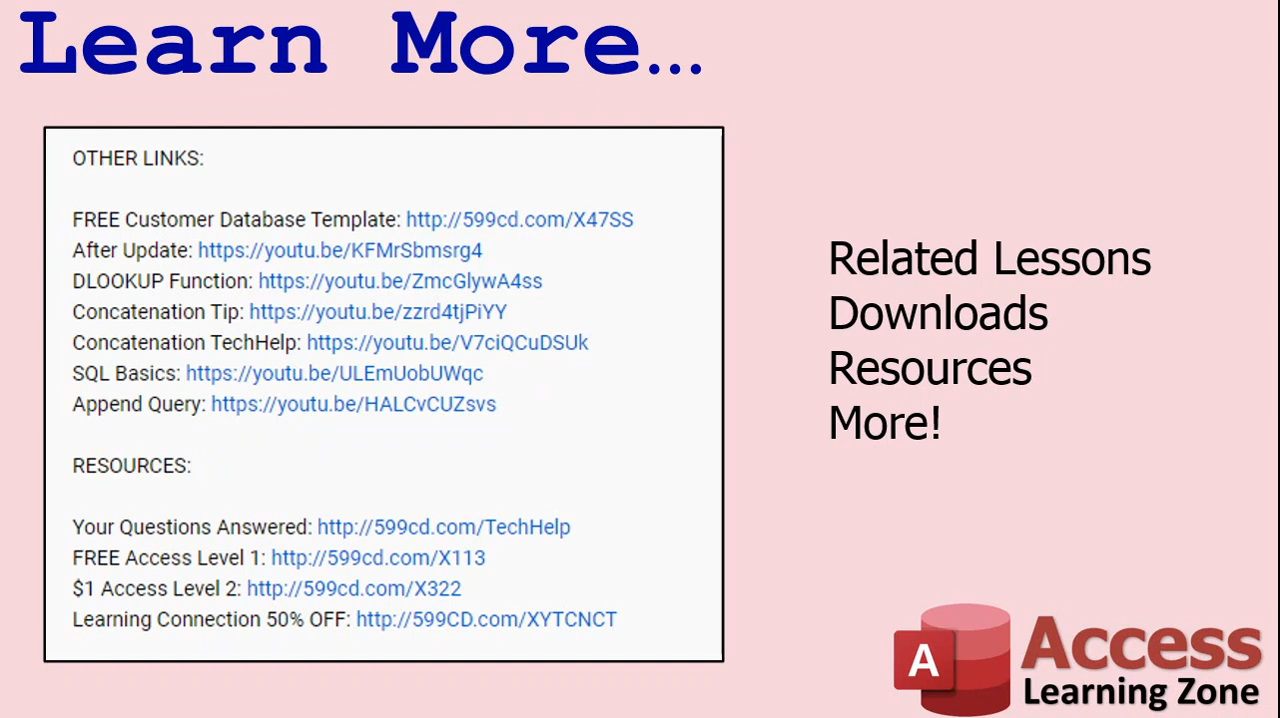 Learn More...
OTHER LINKS:
FREE Customer Database Template: http://599cd.com/X47SS
After Update: https://youtu.be/KFMrSbmsrg4
DLOOKUP Function: https://youtu.be/ZmcGlywA4ss
Concatenation Tip: https://youtu.be/zzrd4tjPiYY
Concatenation TechHelp: https://youtu.be/V7ciQCuDSUk
SQL Basics: https://youtu.be/ULEmUobUWqc
Append Query: https://youtu.be/HALCvCUZsvs
RESOURCES:
Your Questions Answered: http://599cd.com/TechHelp
FREE Access Level 1: http://599cd.com/X113
$1 Access Level 2: http://599cd.com/X322
Learning Connection 50% OFF: http://599CD.com/XYTCNCT
Related Lessons
Downloads
Resources
More!
A
Access
Learning Zone